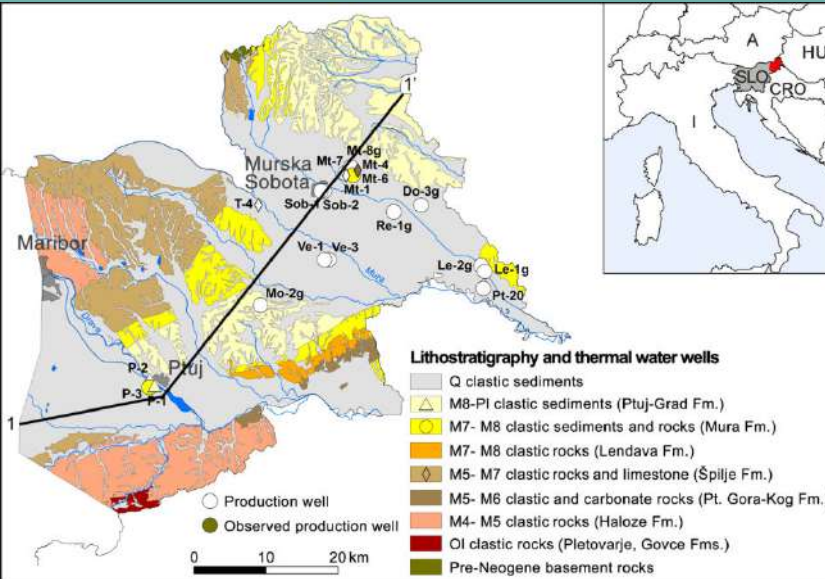 A
HU
SLO
CRO
I
1'
Mt-8g
Mt-7
Mt-4
Murska
Sobota
Mt-6
Mt-1
Do-3g
Sob-1
Sob-2
T-4
Re-1g
Maribor
Ve-1
Ve-3
Mura
Le-2g
Le-1g
Pt-20
Mo-2g
Drava
P-2
Ptuj
P-3
P-1
1
Lithostratigraphy and thermal water wells
Q clastic sediments
M8-Pl clastic sediments (Ptuj-Grad Fm.)
M7- M8 clastic sediments and rocks (Mura Fm.)
M7- M8 clastic rocks (Lendava Fm.)
M5- M7 clastic rocks and limestone (Špilje Fm.)
M5- M6 clastic and carbonate rocks (Pt. Gora-Kog Fm.
M4- M5 clastic rocks (Haloze Fm.)
Ol clastic rocks (Pletovarje, Govce Fms.)
Pre-Neogene basement rocks
Production well
Observed production well
0 10 20 km